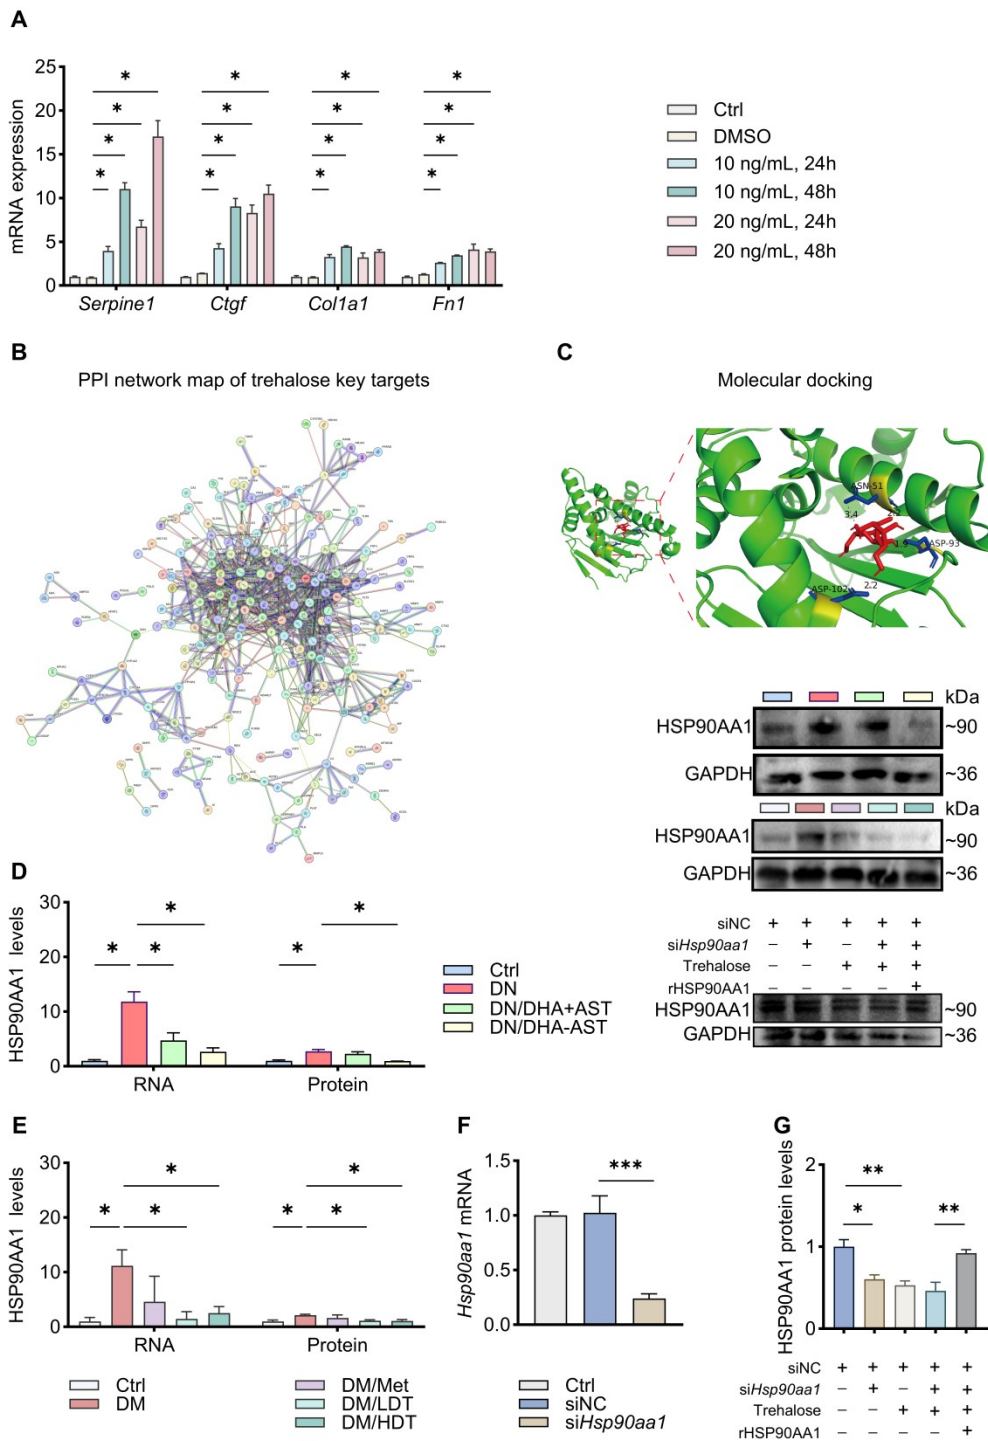 A
25
20
15
10
5
0
mRNA expression
* * * *
* * * *
* * * *
* * * *
Serpine1 Ctgf Col1a1 Fn1
Ctrl
DMSO
10 ng/mL, 24h
10 ng/mL, 48h
20 ng/mL, 24h
20 ng/mL, 48h
B
PPI network map of trehalose key targets
C
Molecular docking
ASN-51
3.4
2.2
1.9
ASP-93
ASP-102
2.2
kDa
HSP90AA1 ~90
GAPDH ~36
kDa
HSP90AA1 ~90
GAPDH ~36
siNC + + + + +
siHsp90aa1 − + − + +
Trehalose − − + + +
rHSP90AA1 − − − − +
HSP90AA1 ~90
GAPDH ~36
D
30
20
10
0
HSP90AA1 levels
* *
* * *
RNA Protein
Ctrl
DN
DN/DHA+AST
DN/DHA-AST
E
30
20
10
0
HSP90AA1 levels
* *
* * * *
RNA Protein
Ctrl
DM
DM/Met
DM/LDT
DM/HDT
F
1.5
1.0
0.5
0.0
Hsp90aa1 mRNA
***
Ctrl
siNC
siHsp90aa1
G
2
1
0
HSP90AA1 protein levels
**
* **
siNC + + + + +
siHsp90aa1 − + − + +
Trehalose − − + + +
rHSP90AA1 − − − − +